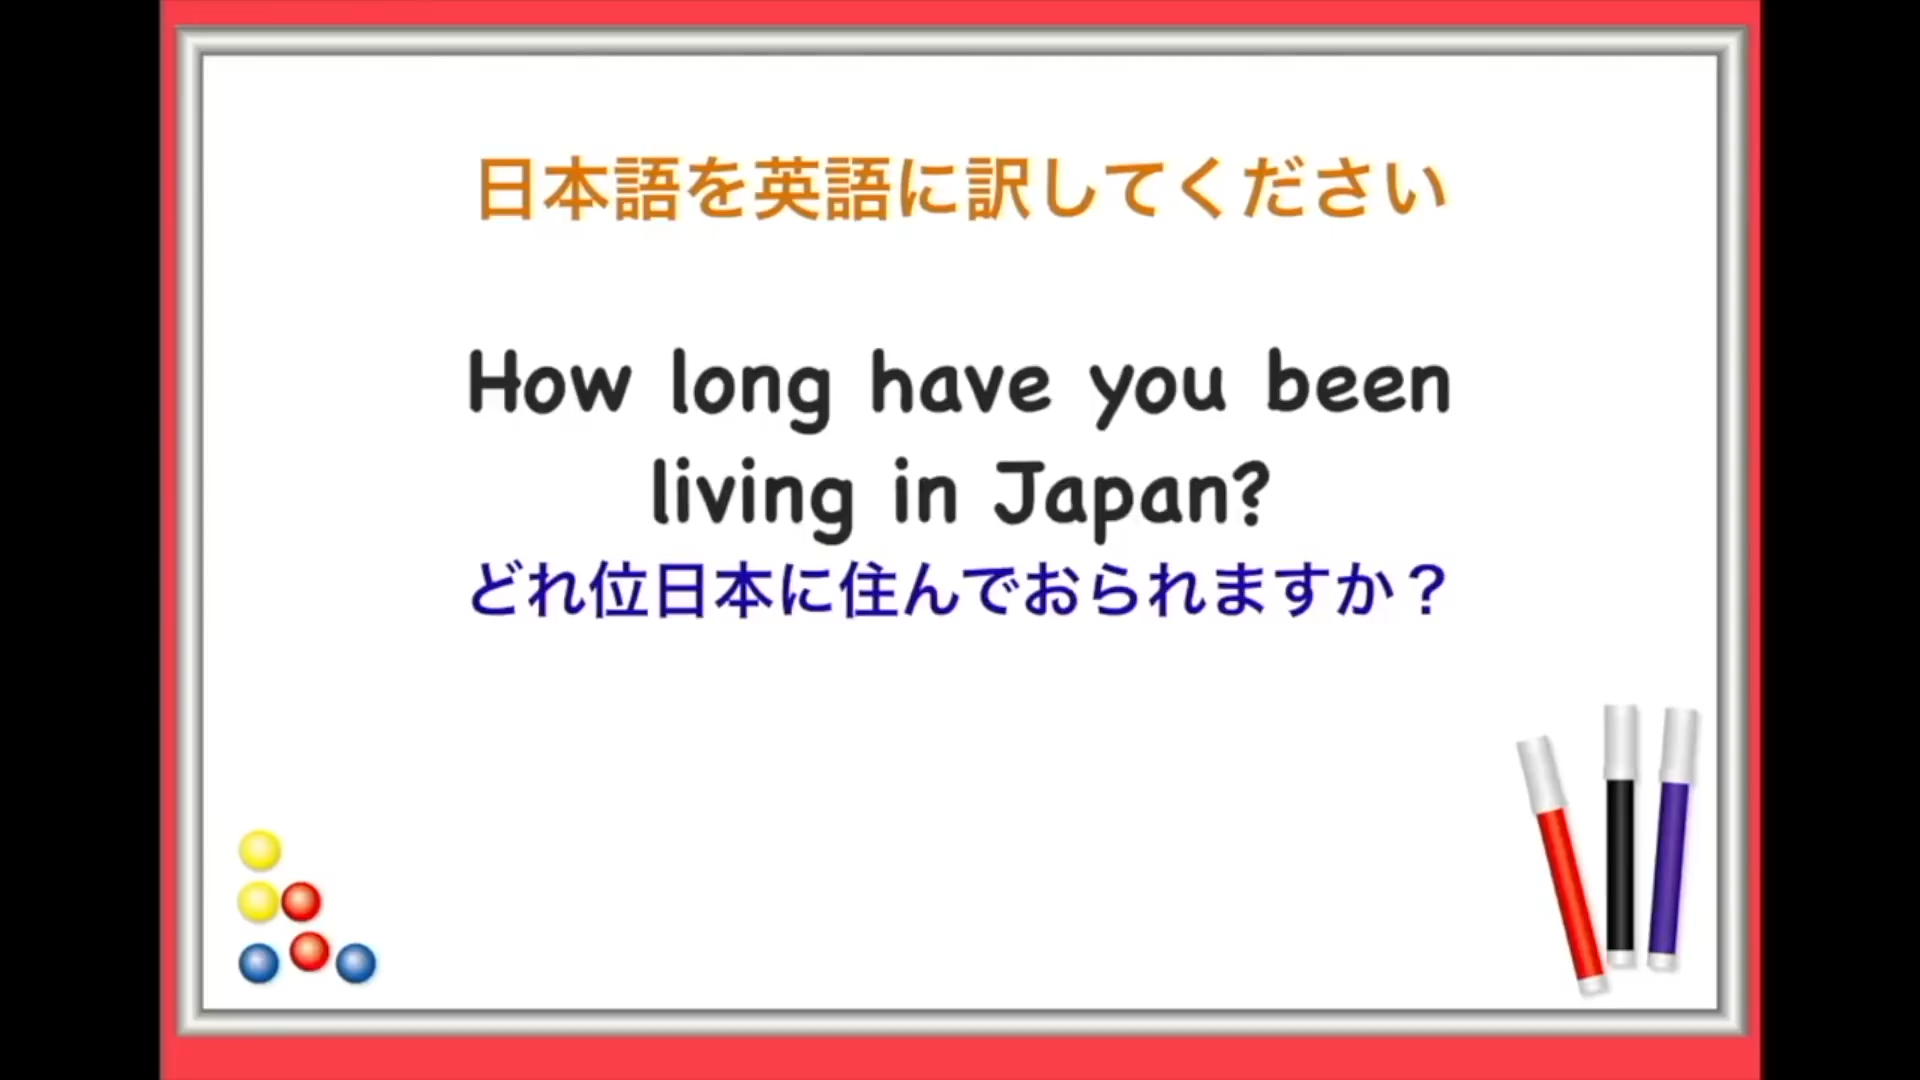 日本語を英語に訳してください
How long have you been
living in Japan?
どれ位日本に住んでおられますか？